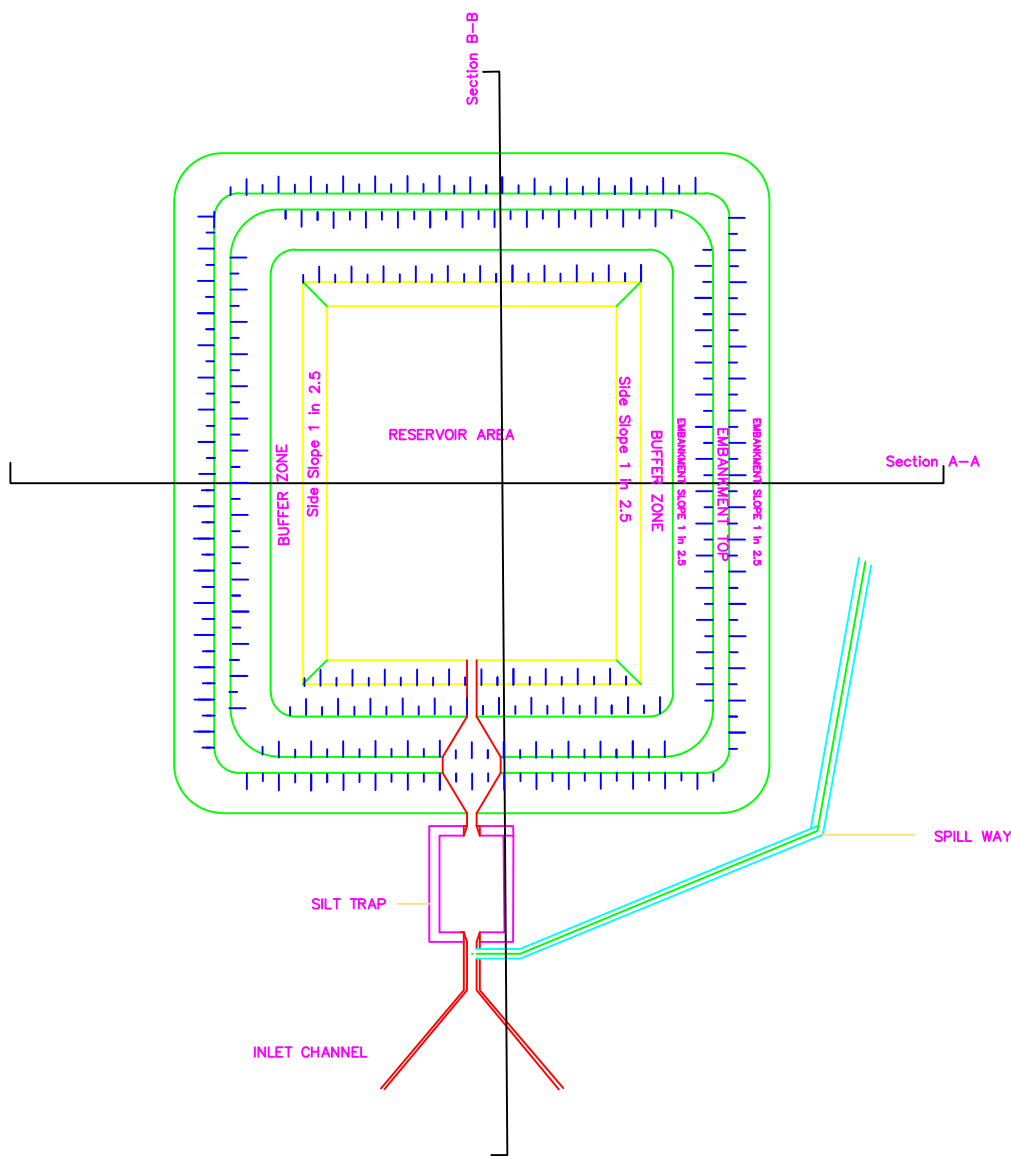 Section B-B
RESERVOIR AREA
Section A-A
BUFFER ZONE
Side Slope 1 in 2.5
Side Slope 1 in 2.5
BUFFER ZONE
EMBANKMENT SLOPE 1 in 2.5
EMBANKMENT TOP
EMBANKMENT SLOPE 1 in 2.5
SPILL WAY
SILT TRAP
INLET CHANNEL